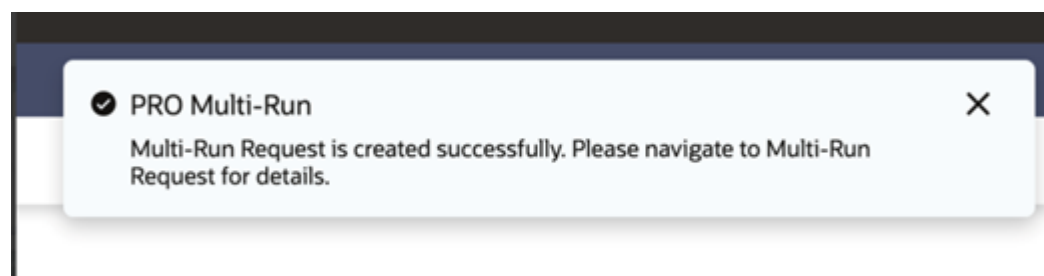 PRO Multi-Run
Multi-Run Request is created successfully. Please navigate to Multi-Run
Request for details.